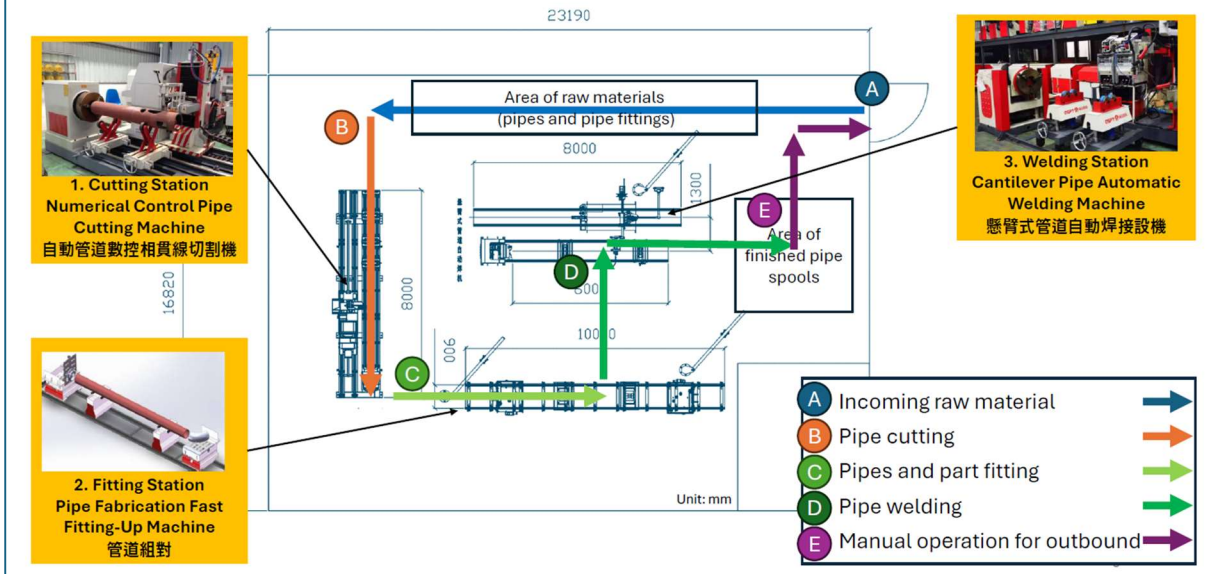 23190
A
Area of raw materials
(pipes and pipe fittings)
B
8000
1300
1. Cutting Station
Numerical Control Pipe
Cutting Machine
自動管道數控相貫線切割機
3. Welding Station
Cantilever Pipe Automatic
Welding Machine
懸臂式管道自動焊接設機
E
Area of
finished pipe
spools
D
16820
8000
900
C
2. Fitting Station
Pipe Fabrication Fast
Fitting-Up Machine
管道組對
Unit: mm
A Incoming raw material
B Pipe cutting
C Pipes and part fitting
D Pipe welding
E Manual operation for outbound